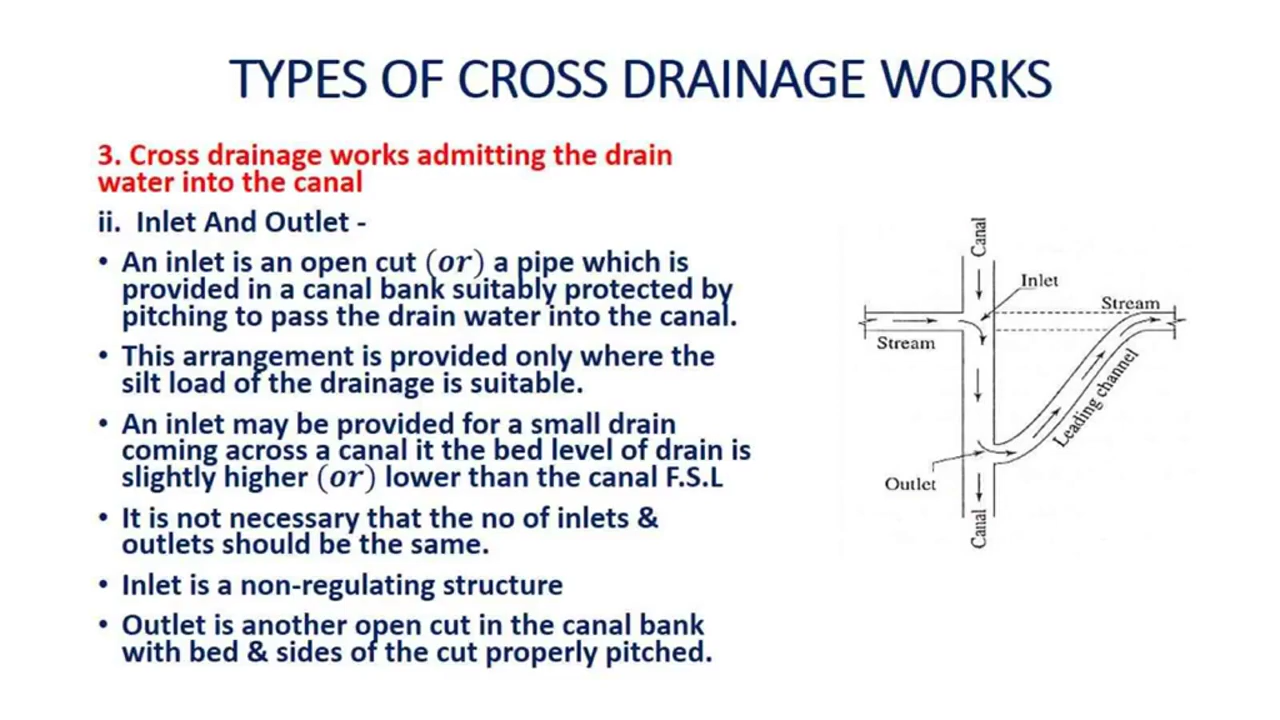 TYPES OF CROSS DRAINAGE WORKS
3. Cross drainage works admitting the drain
water into the canal
ii. Inlet And Outlet -
• An inlet is an open cut (or) a pipe which is
provided in a canal bank suitably protected by
pitching to pass the drain water into the canal.
• This arrangement is provided only where the
silt load of the drainage is suitable.
• An inlet may be provided for a small drain
coming across a canal it the bed level of drain is
slightly higher (or) lower than the canal F.S.L
• It is not necessary that the no of inlets &
outlets should be the same.
• Inlet is a non-regulating structure
• Outlet is another open cut in the canal bank
with bed & sides of the cut properly pitched.
Canal
Inlet
Stream
Stream
Leading channel
Outlet
Canal